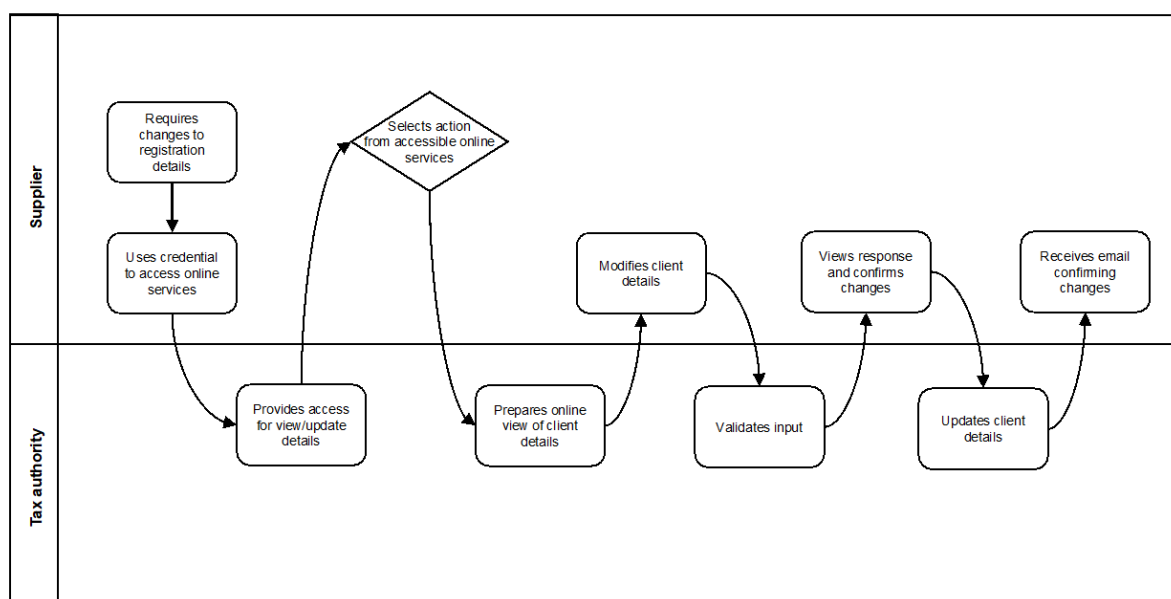 Supplier
Requires
changes to
registration
details
Uses credential
to access online
services
Selects action
from accessible online
services
Modifies client
details
Views response
and confirms
changes
Receives email
confirming
changes
Tax authority
Provides access
for view/update
details
Prepares online
view of client
details
Validates input
Updates client
details